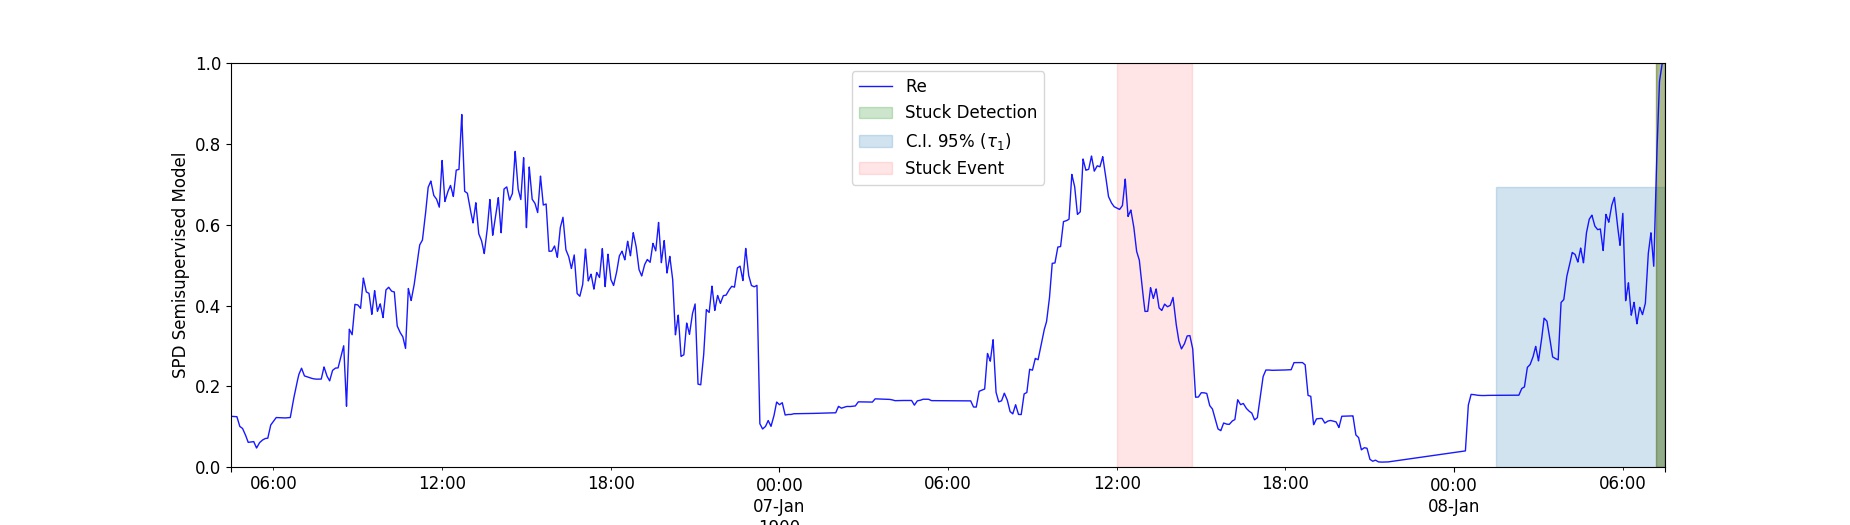 SPD Semisupervised Model
1.0
0.8
0.6
0.4
0.2
0.0
Re
Stuck Detection
C.I. 95% (τ₁)
Stuck Event
06:00 12:00 18:00 00:00 06:00 12:00 18:00 00:00 06:00
07-Jan 08-Jan
1900